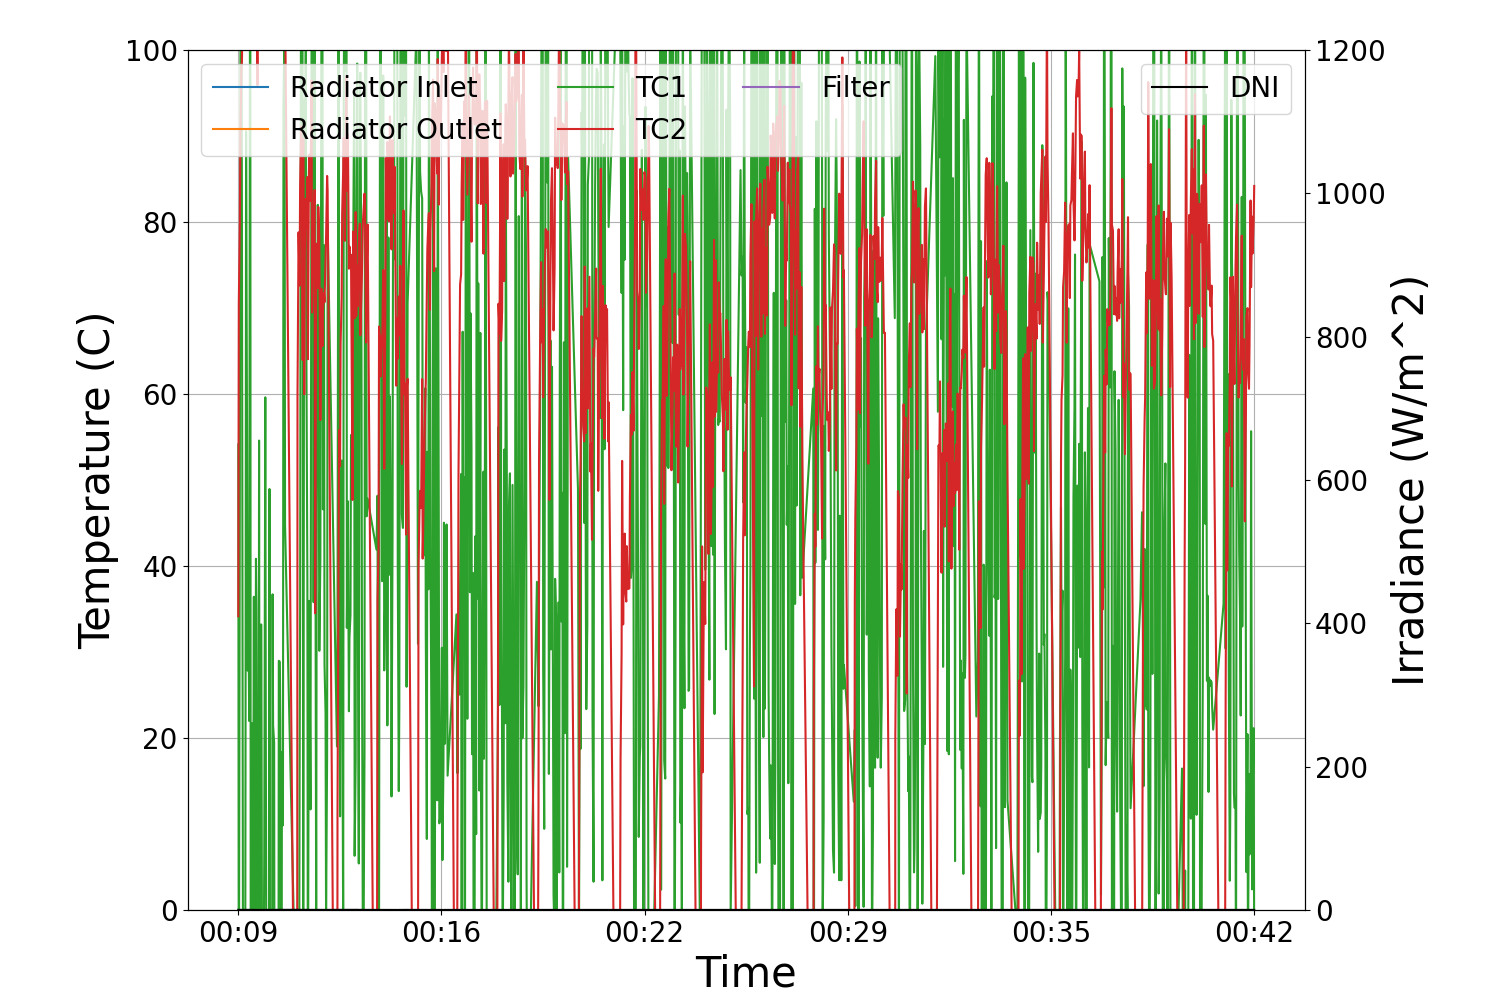 100
80
60
40
20
0
Temperature (C)
Radiator Inlet
Radiator Outlet
TC1
TC2
Filter
DNI
1200
1000
800
600
400
200
0
Irradiance (W/m^2)
00:09 00:16 00:22 00:29 00:35 00:42
Time